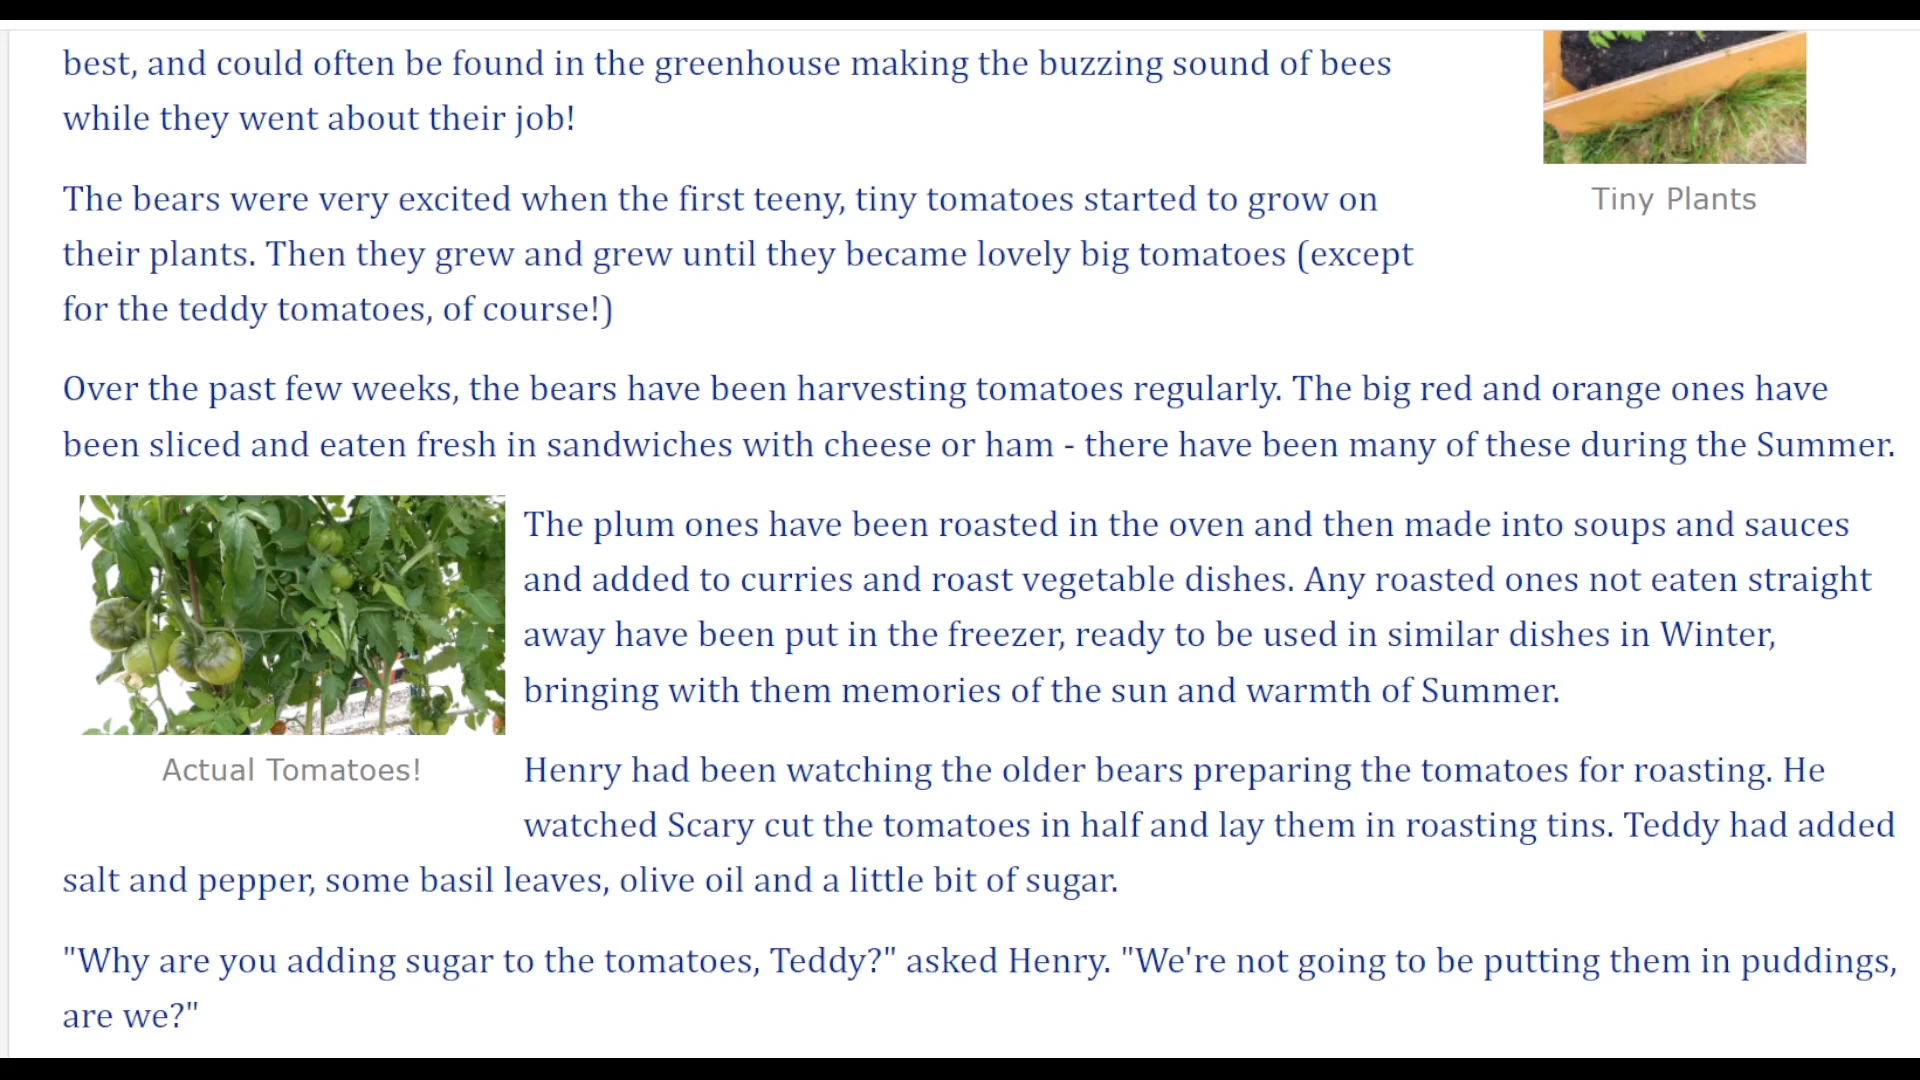 best, and could often be found in the greenhouse making the buzzing sound of bees
while they went about their job!
Tiny Plants
The bears were very excited when the first teeny, tiny tomatoes started to grow on
their plants. Then they grew and grew until they became lovely big tomatoes (except
for the teddy tomatoes, of course!)
Over the past few weeks, the bears have been harvesting tomatoes regularly. The big red and orange ones have
been sliced and eaten fresh in sandwiches with cheese or ham - there have been many of these during the Summer.
The plum ones have been roasted in the oven and then made into soups and sauces
and added to curries and roast vegetable dishes. Any roasted ones not eaten straight
away have been put in the freezer, ready to be used in similar dishes in Winter,
bringing with them memories of the sun and warmth of Summer.
Actual Tomatoes!
Henry had been watching the older bears preparing the tomatoes for roasting. He
watched Scary cut the tomatoes in half and lay them in roasting tins. Teddy had added
salt and pepper, some basil leaves, olive oil and a little bit of sugar.
"Why are you adding sugar to the tomatoes, Teddy?" asked Henry. "We're not going to be putting them in puddings,
are we?"